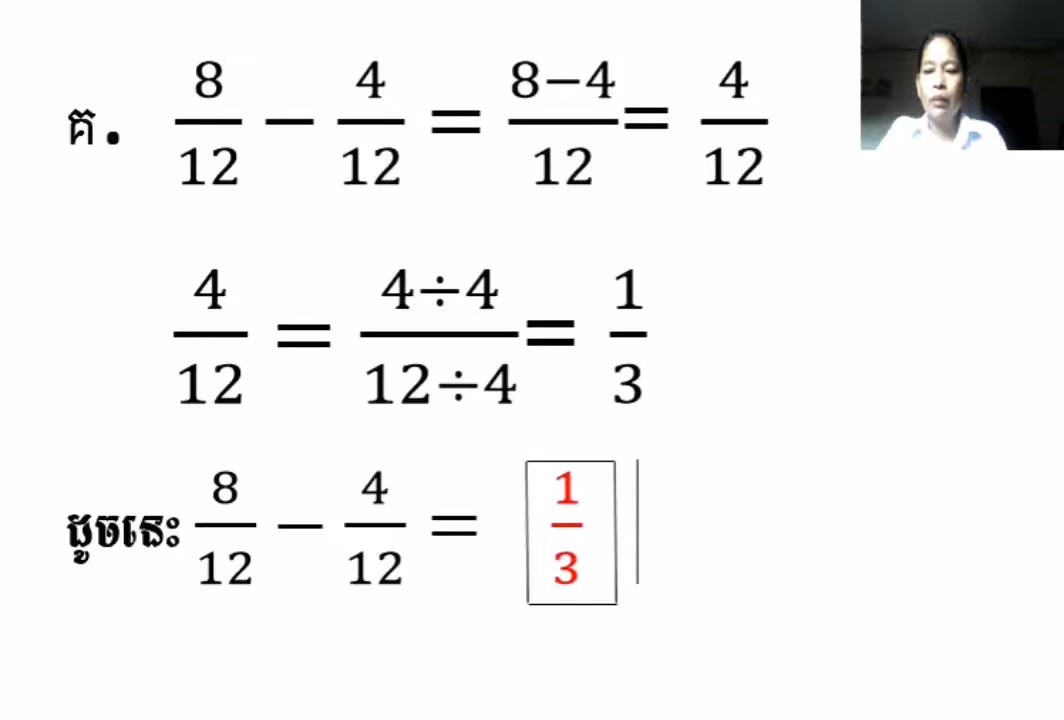 គ. 8/12 − 4/12 = 8−4/12 = 4/12
4/12 = 4÷4/12÷4 = 1/3
ដូចនេះ 8/12 − 4/12 = 1/3